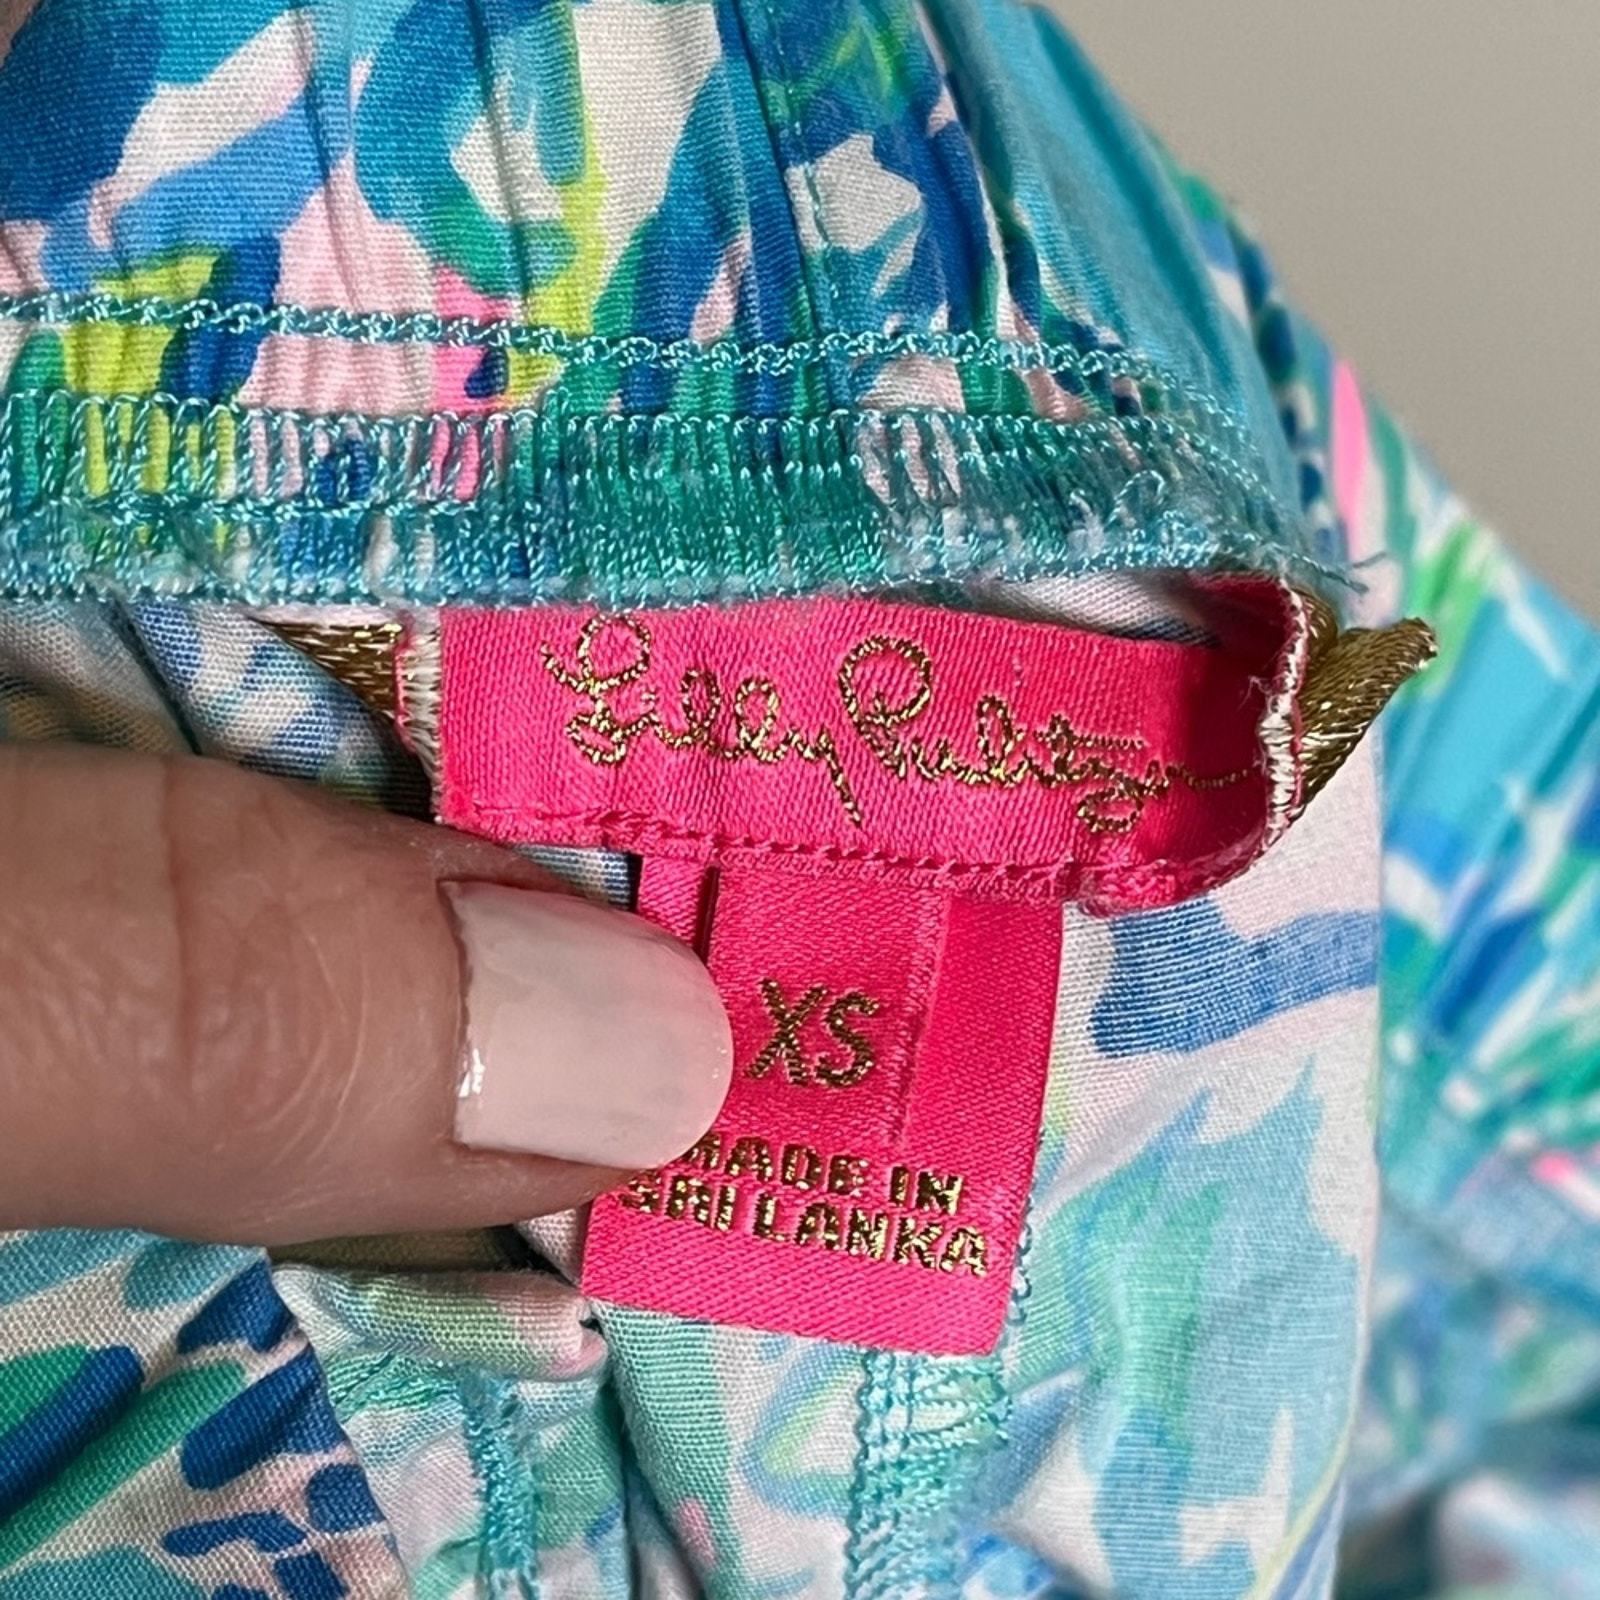 Lilly Pulitzer
XS
MADE IN
SRI LANKA